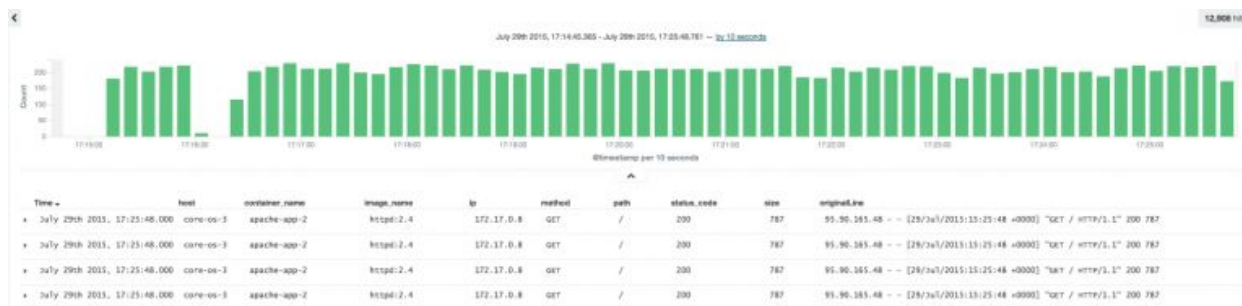 12,908
July 29th 2015, 17:14:45.365 - July 29th 2015, 17:25:48.761 — by 10 seconds
Count
200
150
100
50
0
17:15:00 17:16:00 17:17:00 17:18:00 17:19:00 17:20:00 17:21:00 17:22:00 17:23:00 17:24:00 17:25:00
@timestamp per 10 seconds
Time host container_name image_name ip method path status_code size originalLine
July 29th 2015, 17:25:48.000 core-os-3 apache-app-2 httpd:2.4 172.17.0.8 GET / 200 787 95.90.165.48 - - [29/Jul/2015:15:25:48 +0000] "GET / HTTP/1.1" 200 787
July 29th 2015, 17:25:48.000 core-os-3 apache-app-2 httpd:2.4 172.17.0.8 GET / 200 787 95.90.165.48 - - [29/Jul/2015:15:25:48 +0000] "GET / HTTP/1.1" 200 787
July 29th 2015, 17:25:48.000 core-os-3 apache-app-2 httpd:2.4 172.17.0.8 GET / 200 787 95.90.165.48 - - [29/Jul/2015:15:25:48 +0000] "GET / HTTP/1.1" 200 787
July 29th 2015, 17:25:48.000 core-os-3 apache-app-2 httpd:2.4 172.17.0.8 GET / 200 787 95.90.165.48 - - [29/Jul/2015:15:25:48 +0000] "GET / HTTP/1.1" 200 787